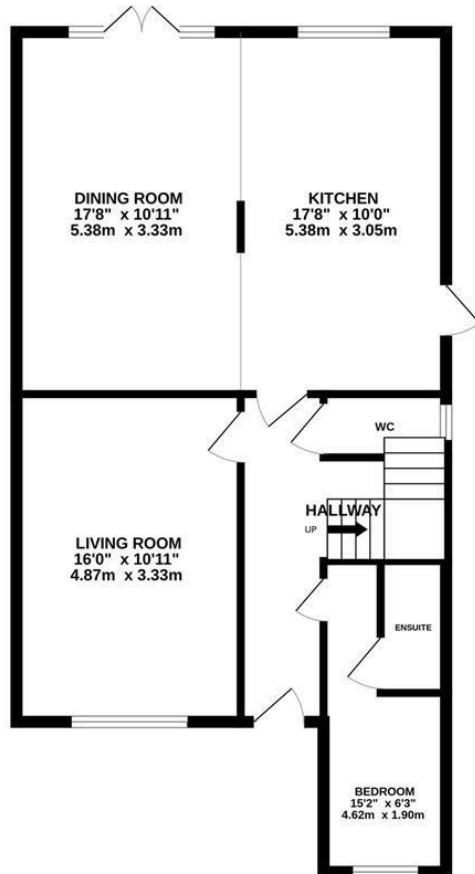 DINING ROOM
17'8" x 10'11"
5.38m x 3.33m
KITCHEN
17'8" x 10'0"
5.38m x 3.05m
WC
HALLWAY
UP
LIVING ROOM
16'0" x 10'11"
4.87m x 3.33m
ENSUITE
BEDROOM
15'2" x 6'3"
4.62m x 1.90m